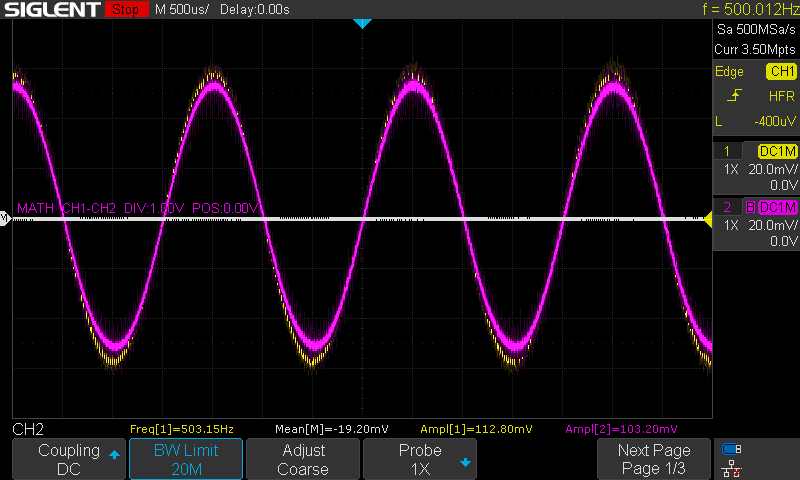 SIGLENT Stop M 500us/ Delay:0.00s f = 500.012Hz
Sa 500MSa/s
Curr 3.50Mpts
Edge CH1
HFR
L -400uV
1 DC1M
1X 20.0mV/
0.0V
2 B DC1M
1X 20.0mV/
0.0V
M
MATH CH1-CH2 DIV:1.00V POS:0.00V
CH2 Freq[1]=503.15Hz Mean[M]=-19.20mV Ampl[1]=112.80mV Ampl[2]=103.20mV
Coupling
DC
BW Limit
20M
Adjust
Coarse
Probe
1X
Next Page
Page 1/3